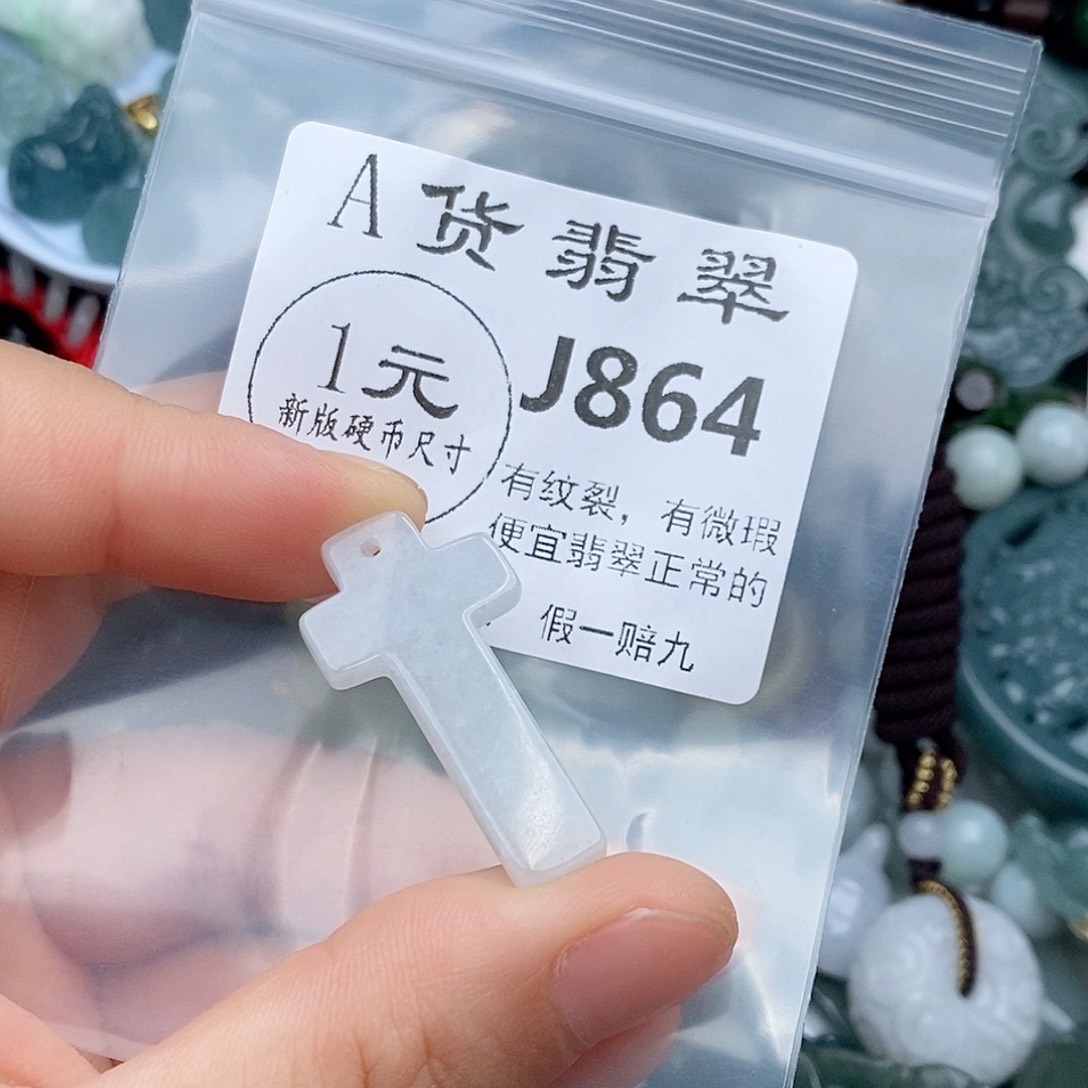 A货翡翠
1元
新版硬币尺寸
J864
有纹裂，有微瑕
便宜翡翠正常的
假一赔九